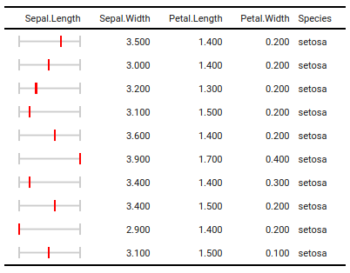 Sepal.Length Sepal.Width Petal.Length Petal.Width Species
3.500 1.400 0.200 setosa
3.000 1.400 0.200 setosa
3.200 1.300 0.200 setosa
3.100 1.500 0.200 setosa
3.600 1.400 0.200 setosa
3.900 1.700 0.400 setosa
3.400 1.400 0.300 setosa
3.400 1.500 0.200 setosa
2.900 1.400 0.200 setosa
3.100 1.500 0.100 setosa